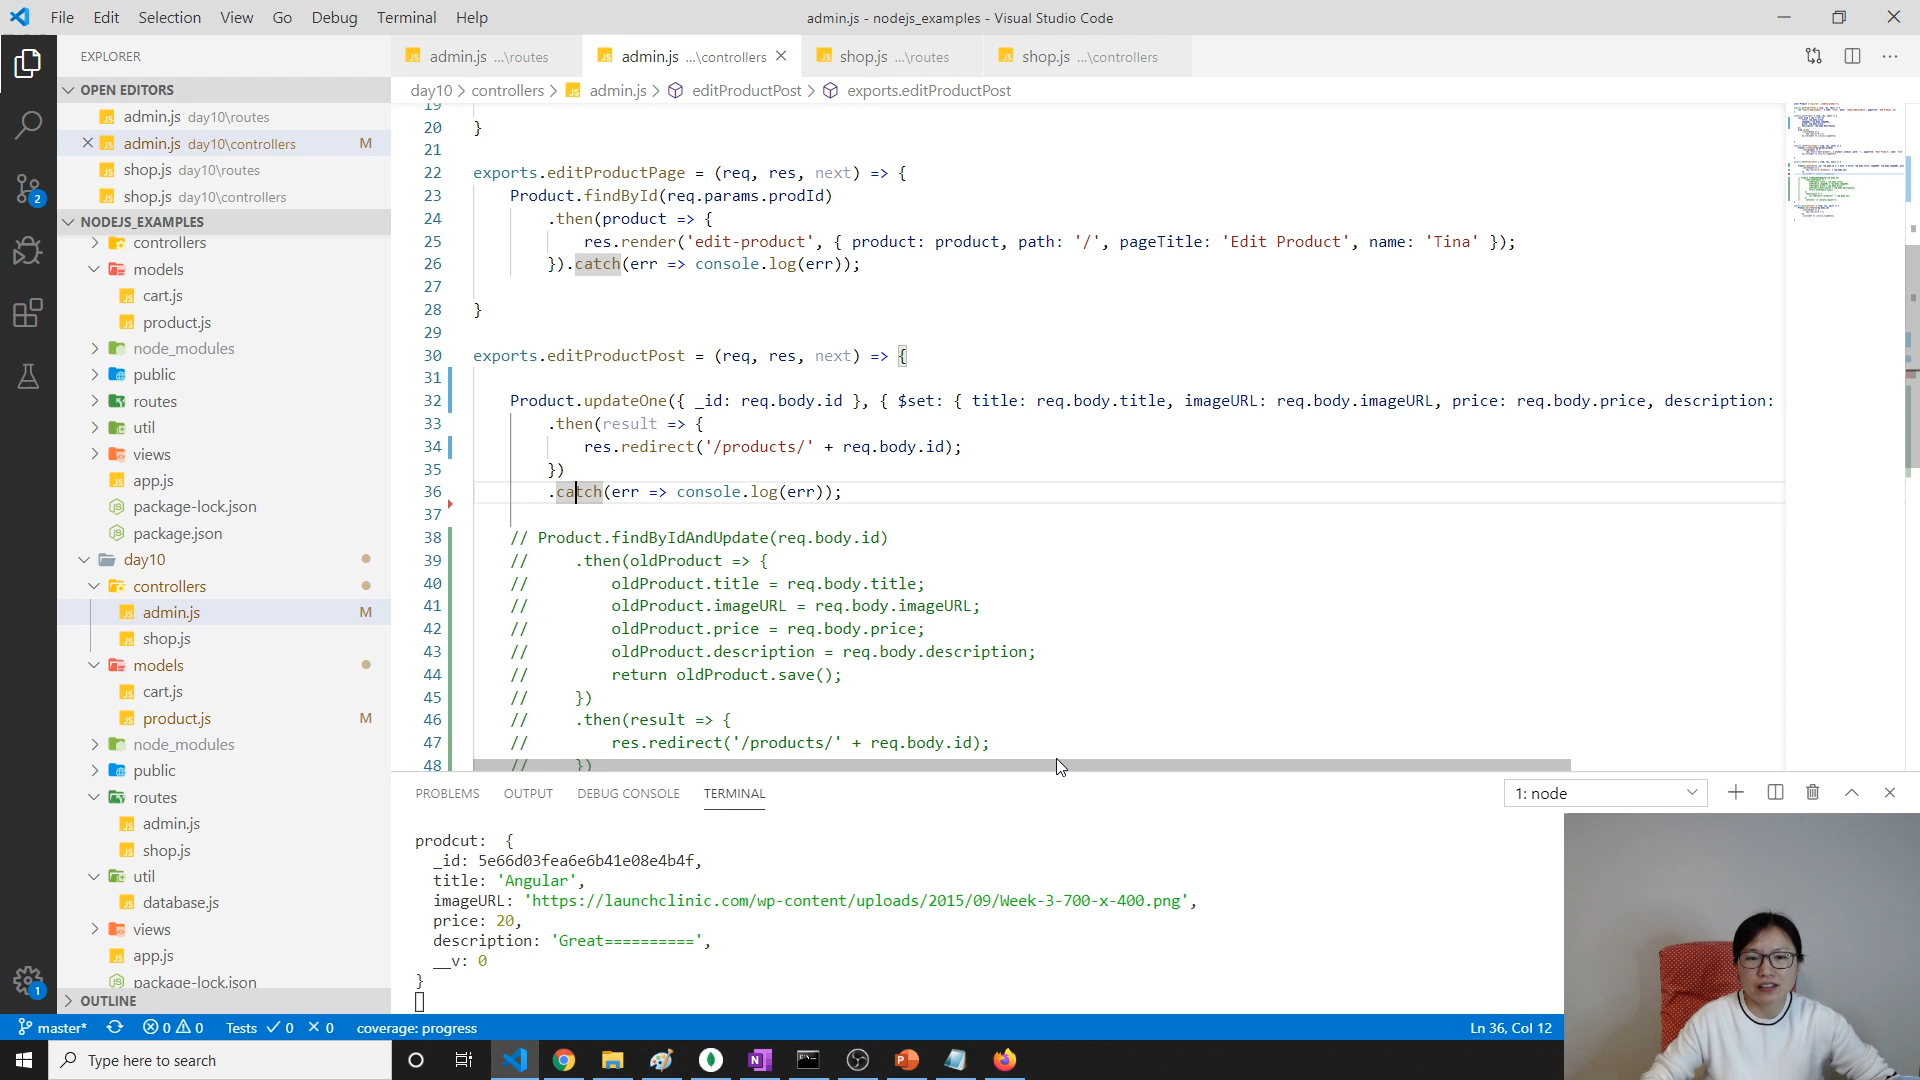 File Edit Selection View Go Debug Terminal Help
admin.js - nodejs_examples - Visual Studio Code
EXPLORER
OPEN EDITORS
admin.js day10\routes
admin.js day10\controllers M
shop.js day10\routes
shop.js day10\controllers
NODEJS_EXAMPLES
controllers
models
cart.js
product.js
node_modules
public
routes
util
views
app.js
package-lock.json
package.json
day10
controllers
admin.js M
shop.js
models
cart.js
product.js M
node_modules
public
routes
admin.js
shop.js
util
database.js
views
app.js
package-lock.json
OUTLINE
admin.js ...\routes
admin.js ...\controllers
shop.js ...\routes
shop.js ...\controllers
day10 > controllers > admin.js > editProductPost > exports.editProductPost
19
20 }
21
22 exports.editProductPage = (req, res, next) => {
23 Product.findById(req.params.prodId)
24 .then(product => {
25 res.render('edit-product', { product: product, path: '/', pageTitle: 'Edit Product', name: 'Tina' });
26 }).catch(err => console.log(err));
27
28 }
29
30 exports.editProductPost = (req, res, next) => {
31
32 Product.updateOne({ _id: req.body.id }, { $set: { title: req.body.title, imageURL: req.body.imageURL, price: req.body.price, description:
33 .then(result => {
34 res.redirect('/products/' + req.body.id);
35 })
36 .catch(err => console.log(err));
37
38 // Product.findByIdAndUpdate(req.body.id)
39 // .then(oldProduct => {
40 // oldProduct.title = req.body.title;
41 // oldProduct.imageURL = req.body.imageURL;
42 // oldProduct.price = req.body.price;
43 // oldProduct.description = req.body.description;
44 // return oldProduct.save();
45 // })
46 // .then(result => {
47 // res.redirect('/products/' + req.body.id);
48 // })
PROBLEMS OUTPUT DEBUG CONSOLE TERMINAL
1: node
prodcut: {
_id: 5e66d03fea6e6b41e08e4b4f,
title: 'Angular',
imageURL: 'https://launchclinic.com/wp-content/uploads/2015/09/Week-3-700-x-400.png',
price: 20,
description: 'Great==========',
__v: 0
}
2
1
master* 0 0 Tests 0 0 coverage: progress
Ln 36, Col 12
Type here to search